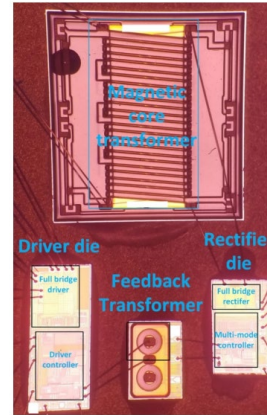 Magnetic
core
transformer
Driver die
Full bridge
driver
Driver
controller
Feedback
Transformer
Rectifie
die
Full bridge
rectifer
Multi-mode
controller